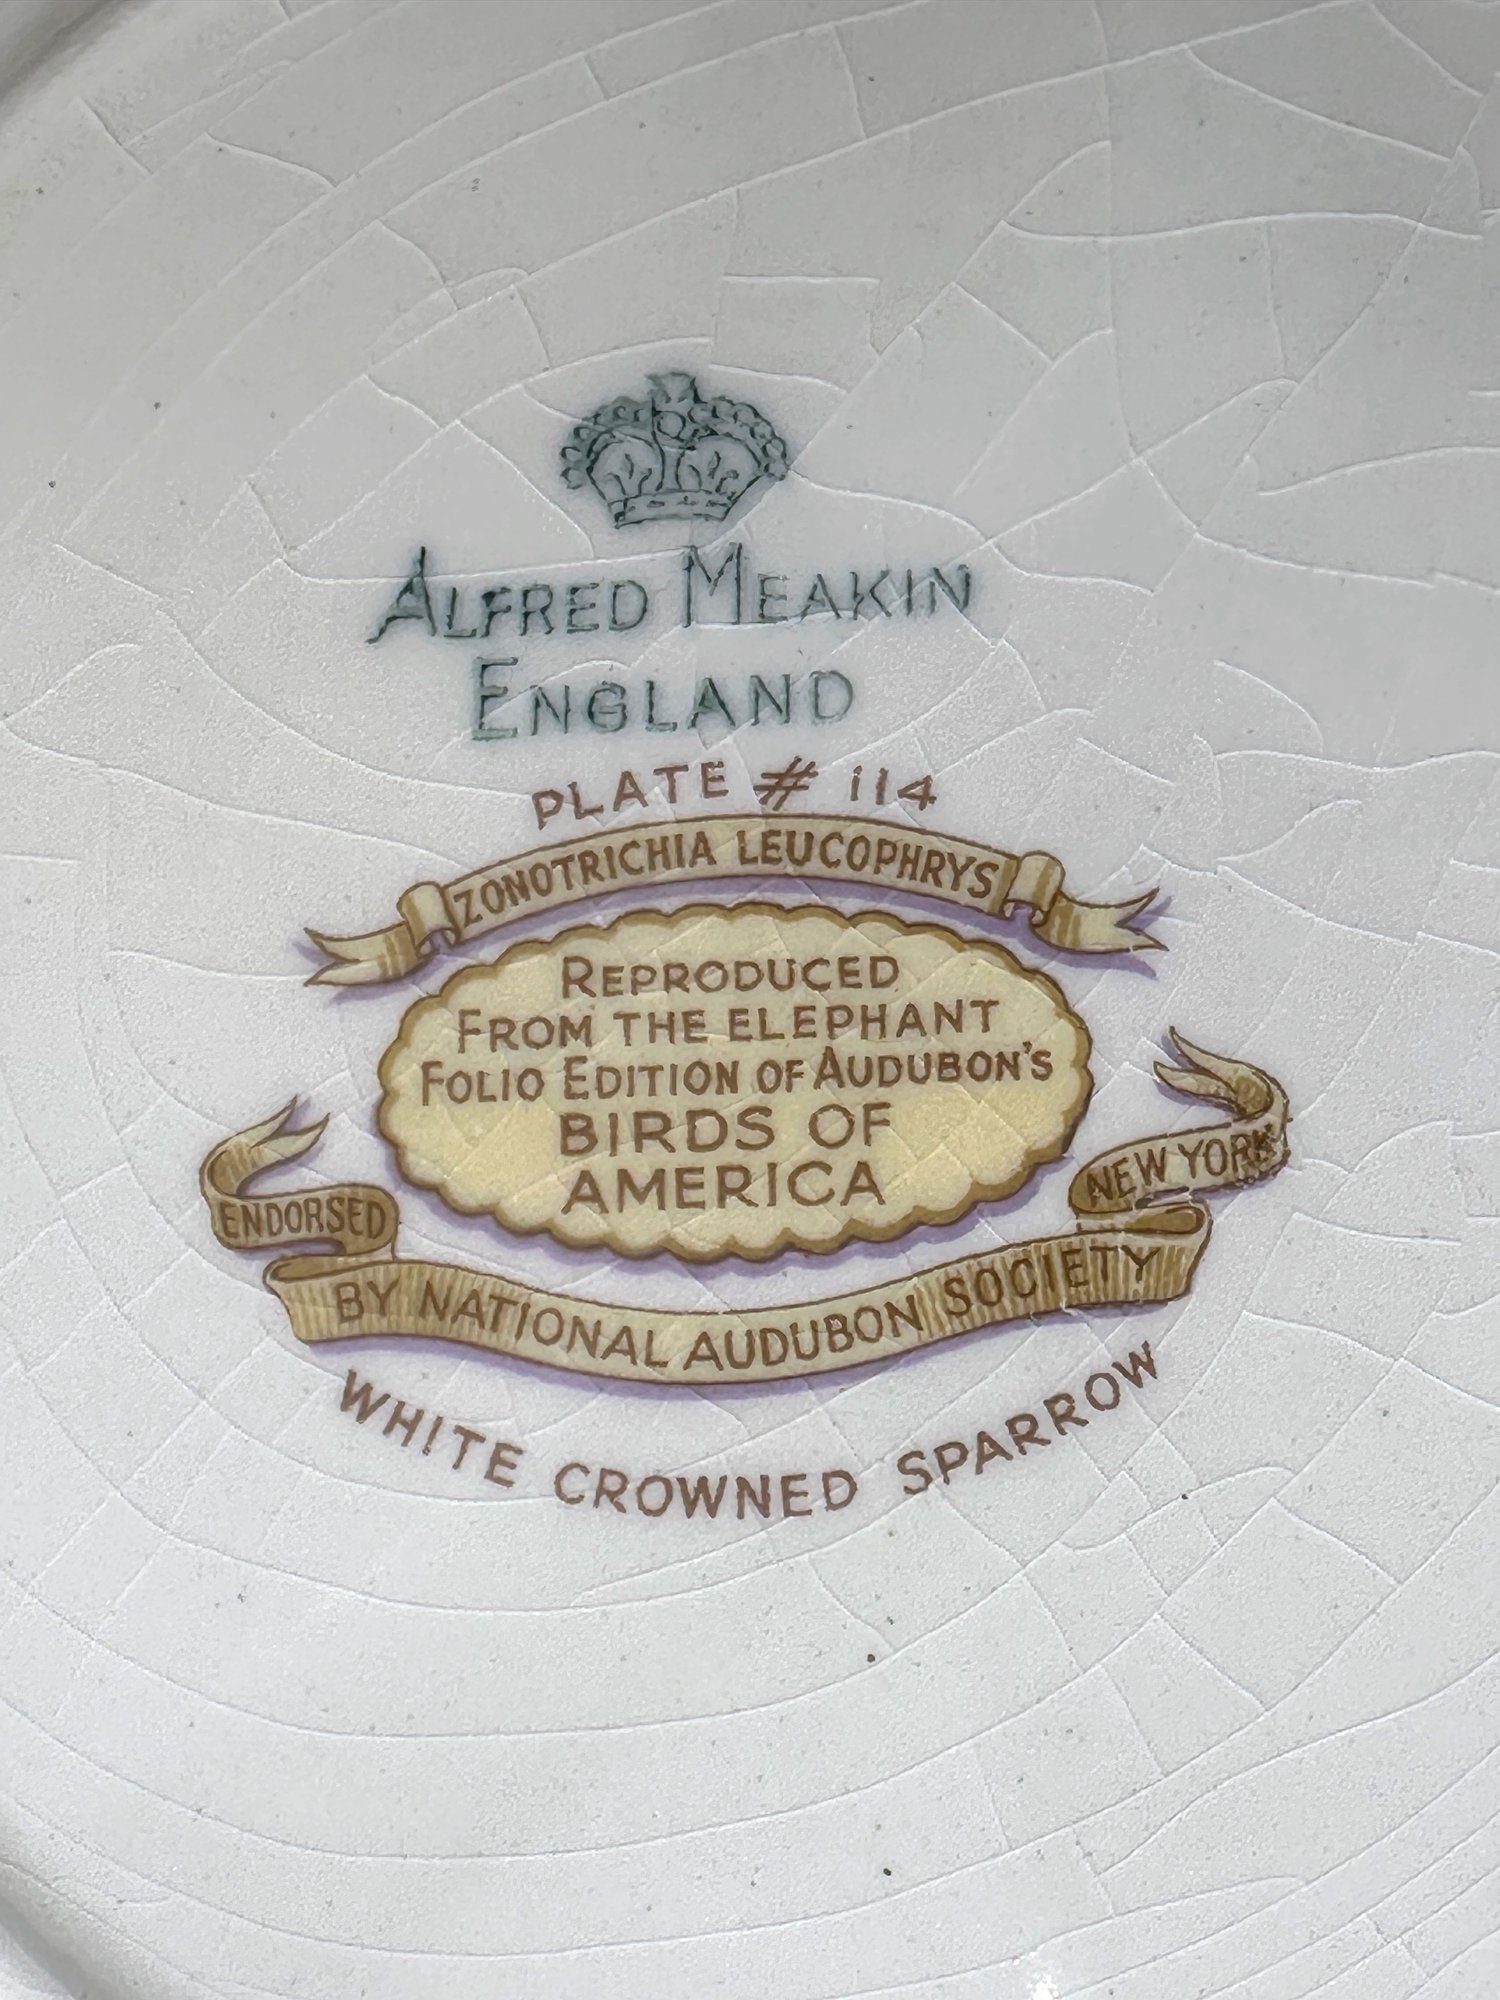 ALFRED MEAKIN
ENGLAND
PLATE # 114
ZONOTRICHIA LEUCOPHRYS
REPRODUCED
FROM THE ELEPHANT
FOLIO EDITION OF AUDUBON'S
BIRDS OF
AMERICA
ENDORSED
BY NATIONAL AUDUBON SOCIETY
NEW YORK
WHITE CROWNED SPARROW